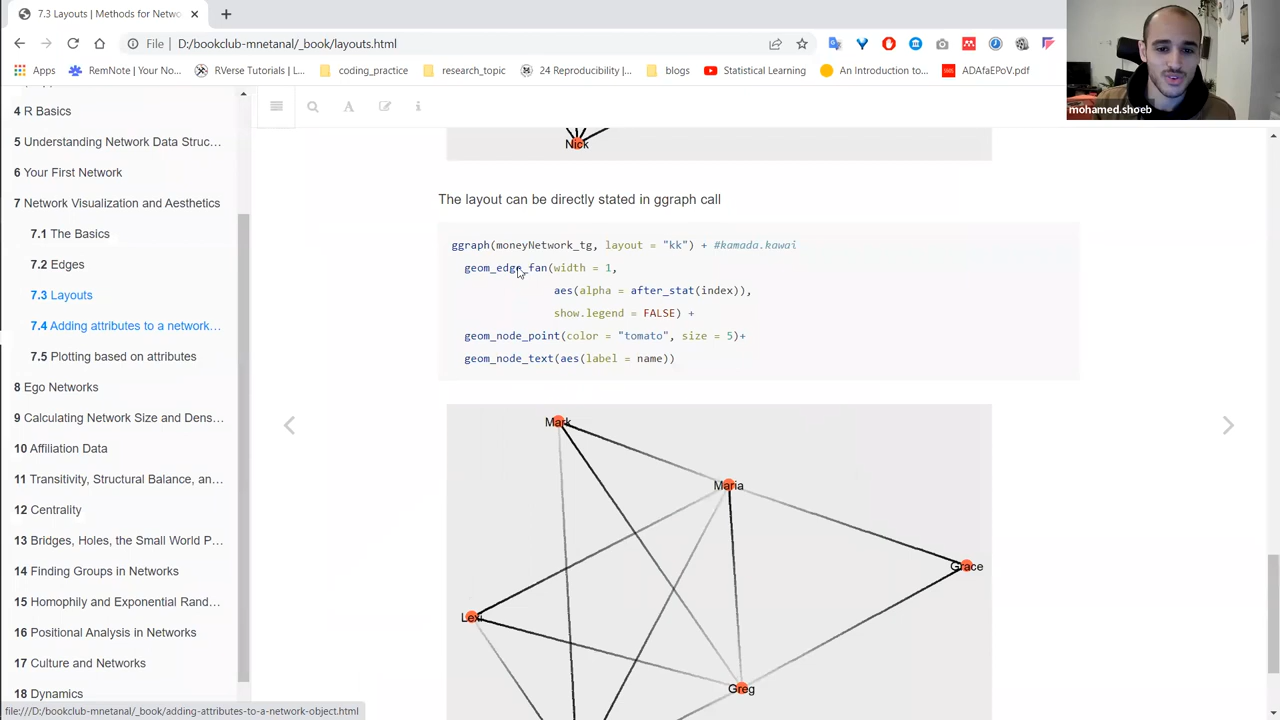 7.3 Layouts | Methods for Netwo
File | D:/bookclub-mnetanal/_book/layouts.html
Apps
RemNote | Your No...
RVerso Tutorials | L...
coding_practice
research_topic
24 Reproducibility |...
blogs
Statistical Learning
An Introduction to...
ADAfaEPoV.pdf
mohamed.shoeb
4 R Basics
5 Understanding Network Data Struc...
6 Your First Network
7 Network Visualization and Aesthetics
7.1 The Basics
7.2 Edges
7.3 Layouts
7.4 Adding attributes to a network...
7.5 Plotting based on attributes
8 Ego Networks
9 Calculating Network Size and Dens...
10 Affiliation Data
11 Transitivity, Structural Balance, an...
12 Centrality
13 Bridges, Holes, the Small World P...
14 Finding Groups in Networks
15 Homophily and Exponential Rand...
16 Positional Analysis in Networks
17 Culture and Networks
18 Dynamics
file:///D:/bookclub-mnetanal/_book/adding-attributes-to-a-network-object.html
Nick
The layout can be directly stated in ggraph call
ggraph(moneyNetwork_tg, layout = "kk") + #kamada.kawai
geom_edge_fan(width = 1,
aes(alpha = after_stat(index)),
show.legend = FALSE) +
geom_node_point(color = "tomato", size = 5)+
geom_node_text(aes(label = name))
Mark
Maria
Grace
Lexi
Greg